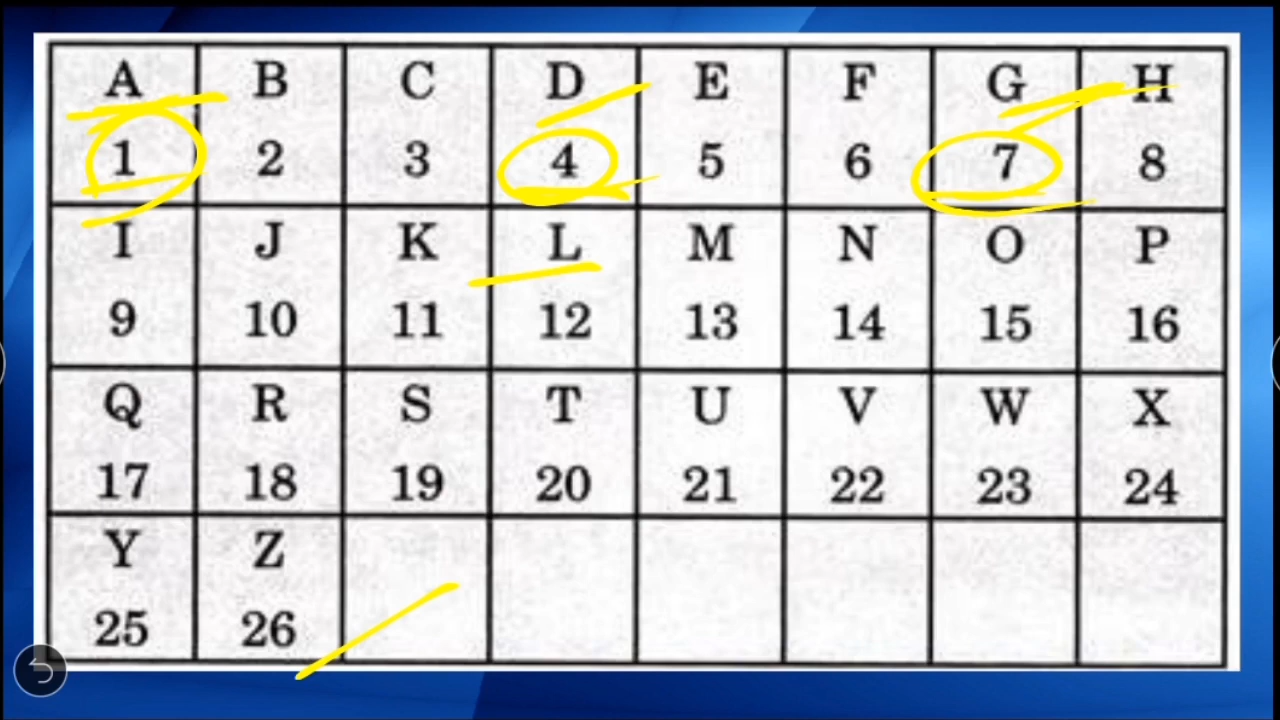 A B C D E F G H
1 2 3 4 5 6 7 8
I J K L M N O P
9 10 11 12 13 14 15 16
Q R S T U V W X
17 18 19 20 21 22 23 24
Y Z
25 26